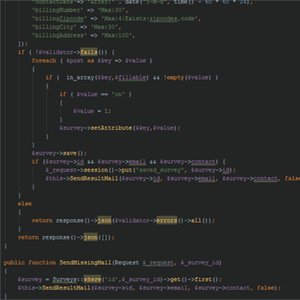 'contactDate' => 'After:' . date('Y-m-d', time() - 60 * 60 * 24),
'billingNumber' => 'Max:30',
'billingZipcode' => 'Max:4|Exists:zipcodes,code',
'billingCity' => 'Max:50',
'billingAddress' => 'Max:100',
]);
if ( !$validator->fails()) {
foreach ( $post as $key => $value )
{
if ( in_array($key,$fillable) && !empty($value) )
{
if ( $value == 'on' )
{
$value = 1;
}
$survey->setAttribute($key,$value);
}
}
$survey->save();
if ($survey->id && $survey->email && $survey->contact) {
$_request->session()->put('saved_survey', $survey->id);
$this->SendResultMail($survey->id, $survey->email, $survey->contact, false
}
}
else
{
return response()->json($validator->errors()->all());
}
return response()->json([]);
}
public function SendMissingMail(Request $_request, $_survey_id)
{
$survey = Surveys::where('id',$_survey_id)->get()->first();
$this->SendResultMail($survey->id, $survey->email, $survey->contact, false